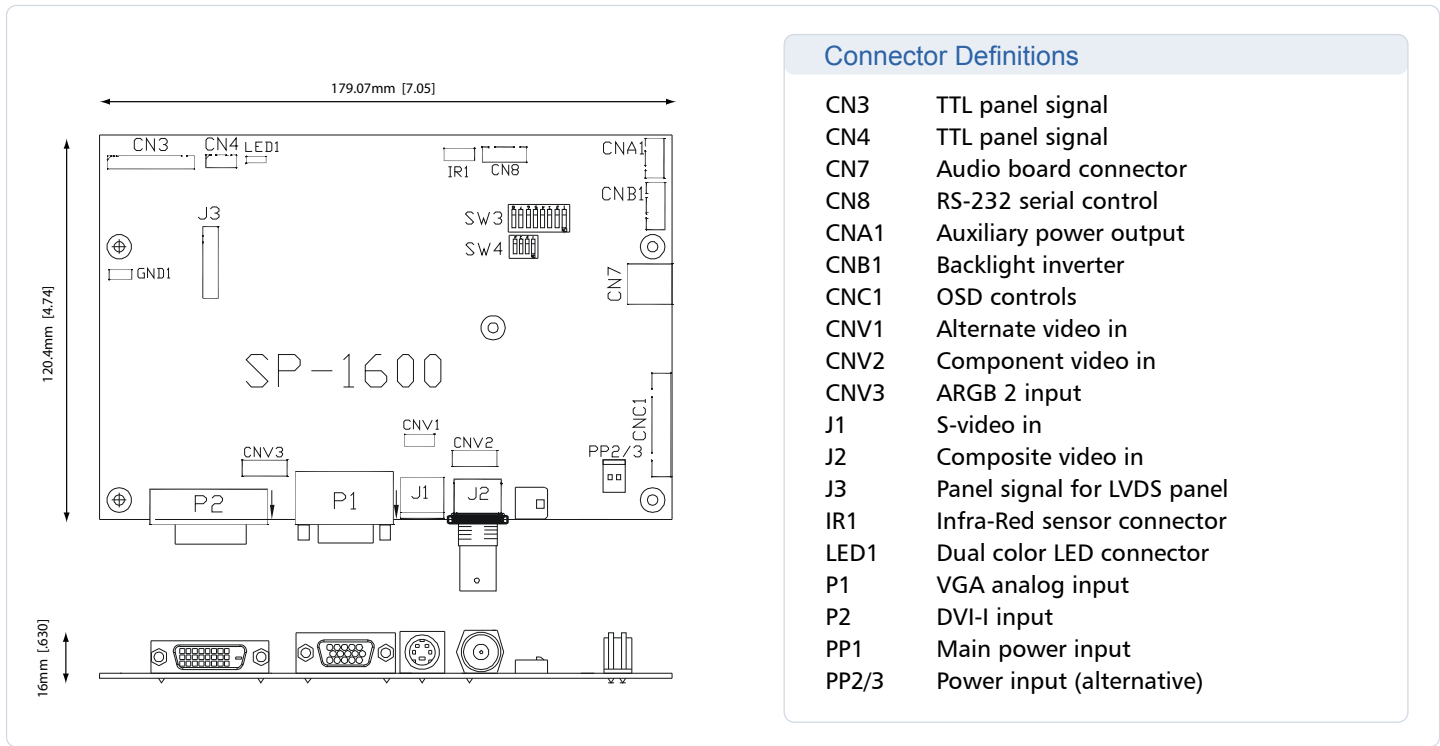 179.07mm [7.05]
CN3
CN4
LED1
IR1
CN8
CNA1
CNB1
J3
SW3
SW4
GND1
CN7
120.4mm [4.74]
SP-1600
CNC1
CNV1
CNV2
CNV3
PP2/3
P2
P1
J1
J2
16mm [.630]
Connector Definitions
CN3 TTL panel signal
CN4 TTL panel signal
CN7 Audio board connector
CN8 RS-232 serial control
CNA1 Auxiliary power output
CNB1 Backlight inverter
CNC1 OSD controls
CNV1 Alternate video in
CNV2 Component video in
CNV3 ARGB 2 input
J1 S-video in
J2 Composite video in
J3 Panel signal for LVDS panel
IR1 Infra-Red sensor connector
LED1 Dual color LED connector
P1 VGA analog input
P2 DVI-I input
PP1 Main power input
PP2/3 Power input (alternative)